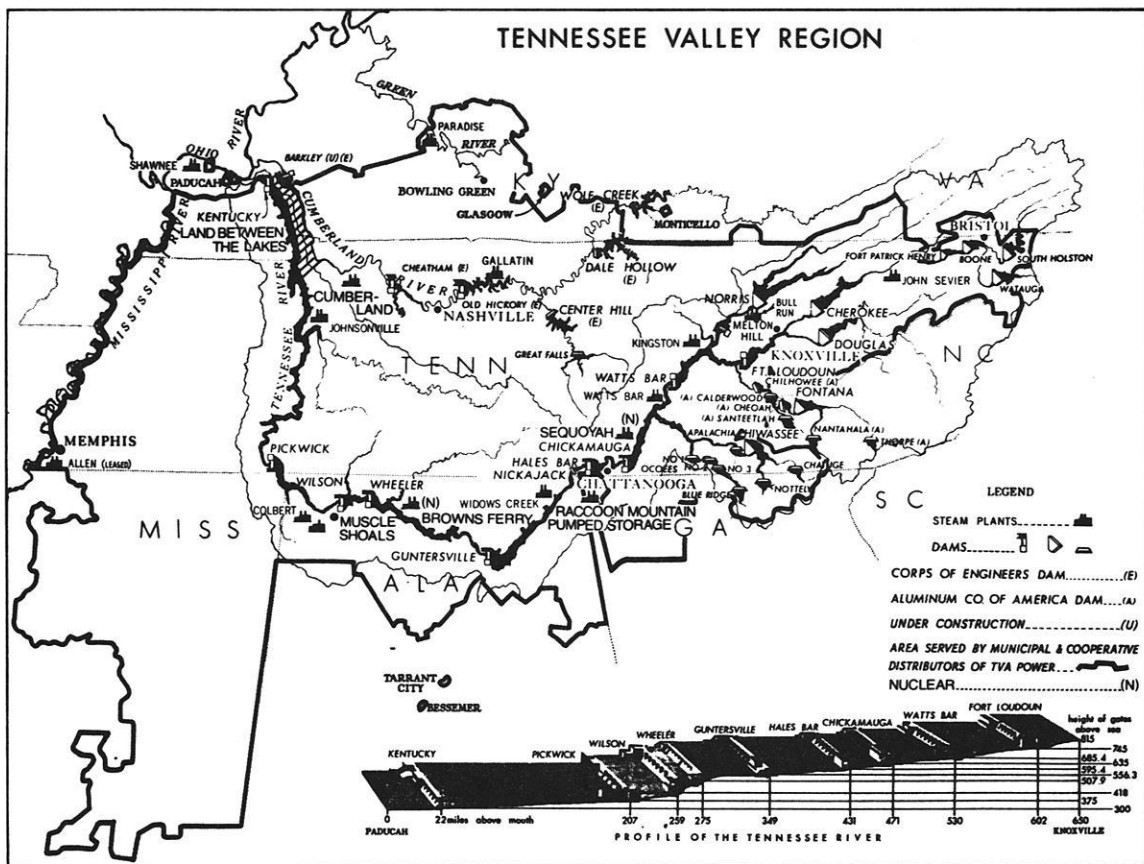 TENNESSEE VALLEY REGION
GREEN
RIVER
PARADISE
OHIO
RIVER
SHAWNEE
PADUCAH
BARKLEY (U)(E)
BOWLING GREEN
K Y
GLASGOW
WOLF CREEK
(E)
MONTICELLO
VA
BRISTOL
KENTUCKY
LAND BETWEEN
THE LAKES
CUMBERLAND
RIVER
MISSISSIPPI RIVER
FORT PATRICK HENRY
BOONE
SOUTH HOLSTON
WATAUGA
JOHN SEVIER
DALE HOLLOW
(E)
CHEATHAM (E)
GALLATIN
CUMBER-
LAND
OLD HICKORY (E)
NASHVILLE
CENTER HILL
(E)
NORRIS
BULL
RUN
CHEROKEE
MELTON
HILL
DOUGLAS
JOHNSONVILLE
TENNESSEE
RIVER
TENN
GREAT FALLS
KINGSTON
KNOXVILLE
NC
FT. LOUDOUN
CHILHOWEE (A)
WATTS BAR
WATTS BAR
(A) CALDERWOOD
(A) CHEOAH
(A) SANTEETLAH
FONTANA
(N)
SEQUOYAH
CHICKAMAUGA
APALACHIA
HIWASSEE
NANTAHALA (A)
THORPE (A)
MEMPHIS
ALLEN (LEASED)
PICKWICK
HALES BAR
NICKAJACK
OCOEES
NO 1
NO 2
NO 3
CHATUGE
NOTTELY
CHATTANOOGA
WILSON
WHEELER
WIDOWS CREEK
BLUE RIDGE
COLBERT
MUSCLE
SHOALS
(N)
BROWNS FERRY
RACCOON MOUNTAIN
PUMPED STORAGE
MISS
GUNTERSVILLE
ALA
GA
SC
LEGEND
STEAM PLANTS
DAMS
CORPS OF ENGINEERS DAM (E)
ALUMINUM CO. OF AMERICA DAM (A)
UNDER CONSTRUCTION (U)
AREA SERVED BY MUNICIPAL & COOPERATIVE
DISTRIBUTORS OF TVA POWER
NUCLEAR (N)
TARRANT
CITY
BESSEMER
KENTUCKY
PICKWICK
WILSON
WHEELER
GUNTERSVILLE
HALES BAR
CHICKAMAUGA
WATTS BAR
FORT LOUDOUN
height of gates
above sea
815
745
685.4
635
595.4
556.3
507.9
418
375
300
0
22 miles above mouth
207
259
275
349
431
471
530
602
650
PADUCAH
KNOXVILLE
PROFILE OF THE TENNESSEE RIVER